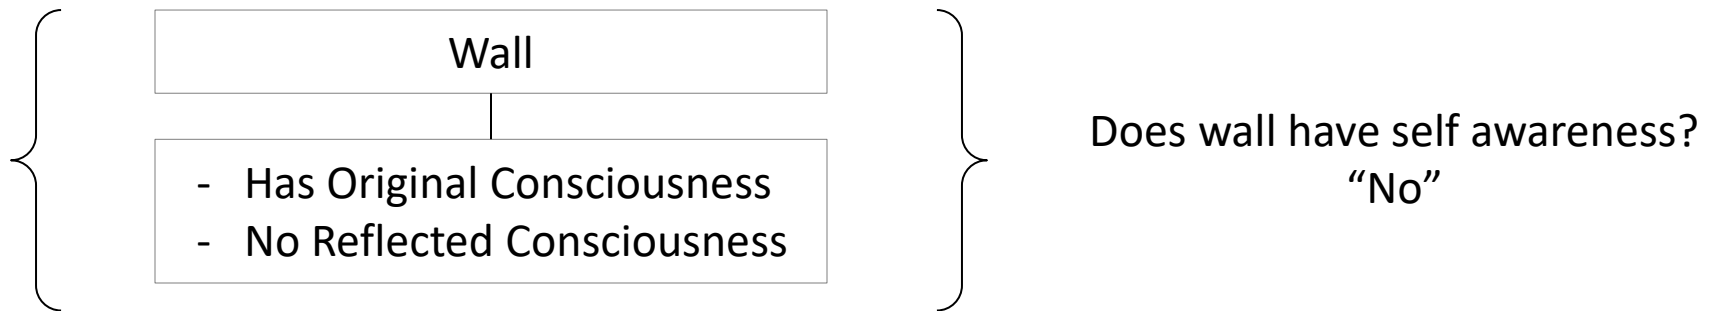 Wall
- Has Original Consciousness
- No Reflected Consciousness
Does wall have self awareness?
“No”